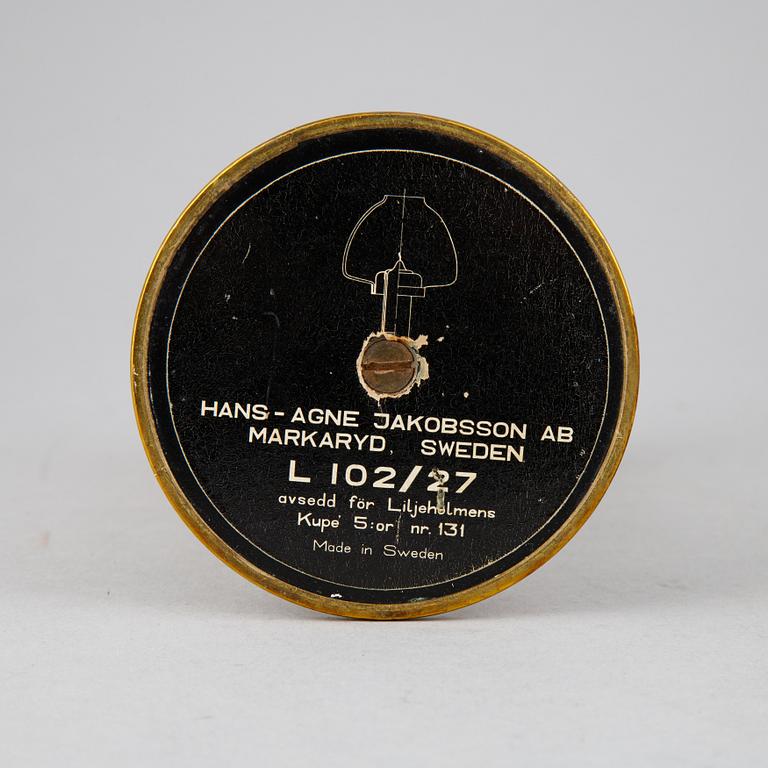 HANS-AGNE JAKOBSSON AB
MARKARYD, SWEDEN
L 102/27
avsedd för Liljeholmens
Kupé 5:or nr. 131
Made in Sweden